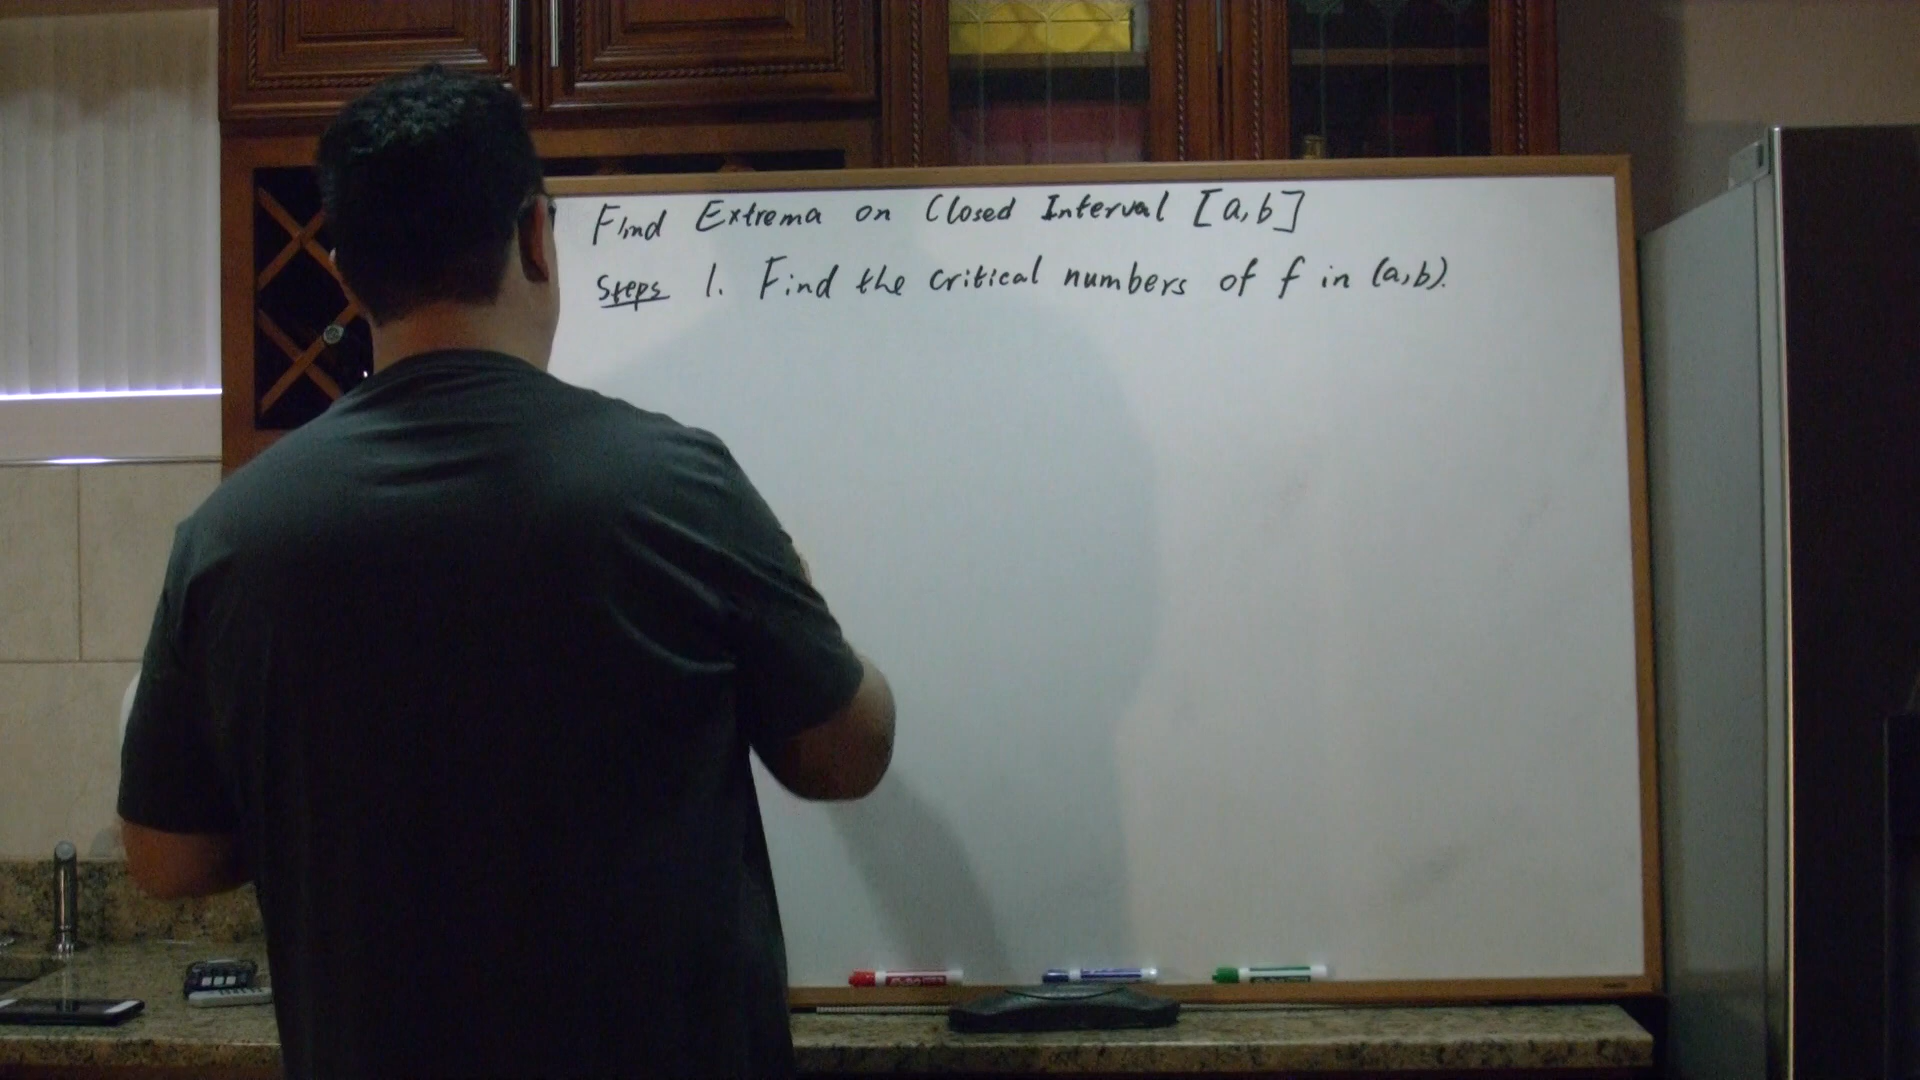 Find Extrema on Closed Interval [a,b]
Steps 1. Find the critical numbers of f in (a,b).